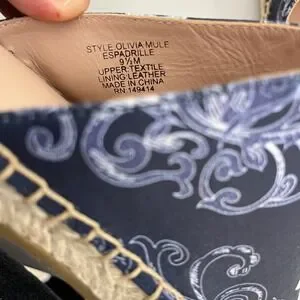 STYLE OLIVIA MULE
ESPADRILLE
9½M
UPPER:TEXTILE
LINING:LEATHER
MADE IN CHINA
RN:149414